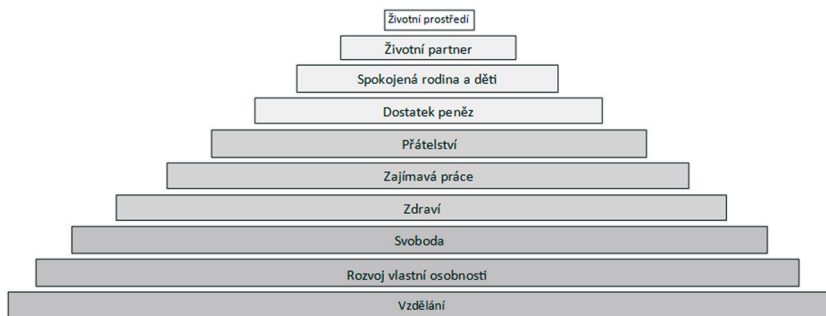 Životní prostředí
Životní partner
Spokojená rodina a děti
Dostatek peněz
Přátelství
Zajímavá práce
Zdraví
Svoboda
Rozvoj vlastní osobnosti
Vzdělání